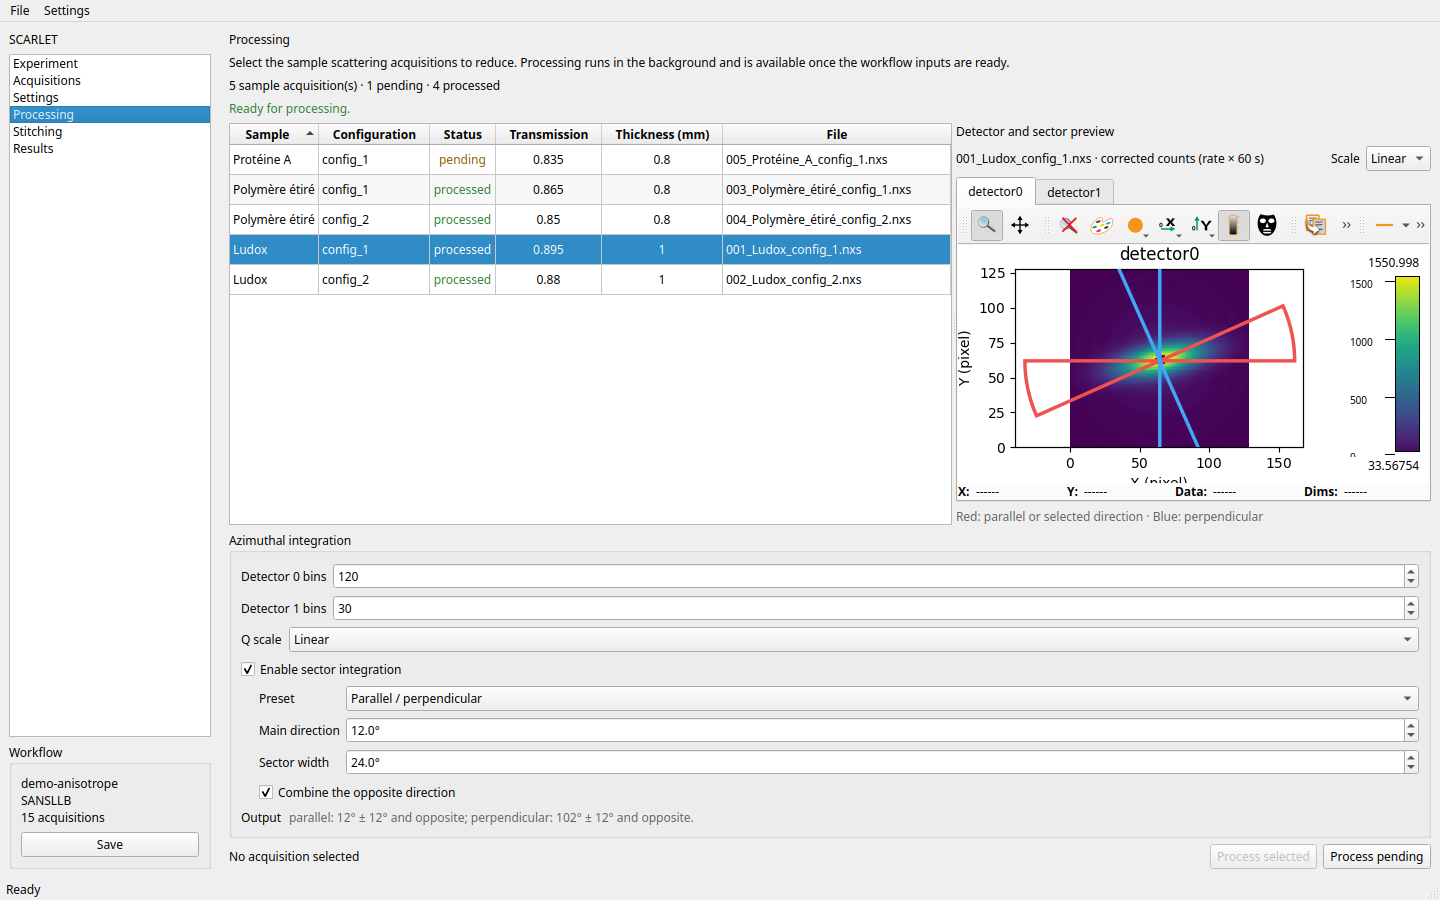 File Settings
SCARLET
Experiment
Acquisitions
Settings
Processing
Stitching
Results
Workflow
demo-anisotrope
SANSLLB
15 acquisitions
Save
Ready
Processing
Select the sample scattering acquisitions to reduce. Processing runs in the background and is available once the workflow inputs are ready.
5 sample acquisition(s) · 1 pending · 4 processed
Ready for processing.
Sample Configuration Status Transmission Thickness (mm) File
Protéine A config_1 pending 0.835 0.8 005_Protéine_A_config_1.nxs
Polymère étiré config_1 processed 0.865 0.8 003_Polymère_étiré_config_1.nxs
Polymère étiré config_2 processed 0.85 0.8 004_Polymère_étiré_config_2.nxs
Ludox config_1 processed 0.895 1 001_Ludox_config_1.nxs
Ludox config_2 processed 0.88 1 002_Ludox_config_2.nxs
Detector and sector preview
001_Ludox_config_1.nxs · corrected counts (rate × 60 s) Scale Linear
detector0 detector1
X Y
detector0
125
100
75
50
25
0
Y (pixel)
0 50 100 150
X (pixel)
1550.998
1500
1000
500
0
33.56754
X: ------ Y: ------ Data: ------ Dims: ------
Red: parallel or selected direction · Blue: perpendicular
Azimuthal integration
Detector 0 bins 120
Detector 1 bins 30
Q scale Linear
Enable sector integration
Preset Parallel / perpendicular
Main direction 12.0°
Sector width 24.0°
Combine the opposite direction
Output parallel: 12° ± 12° and opposite; perpendicular: 102° ± 12° and opposite.
No acquisition selected Process selected Process pending